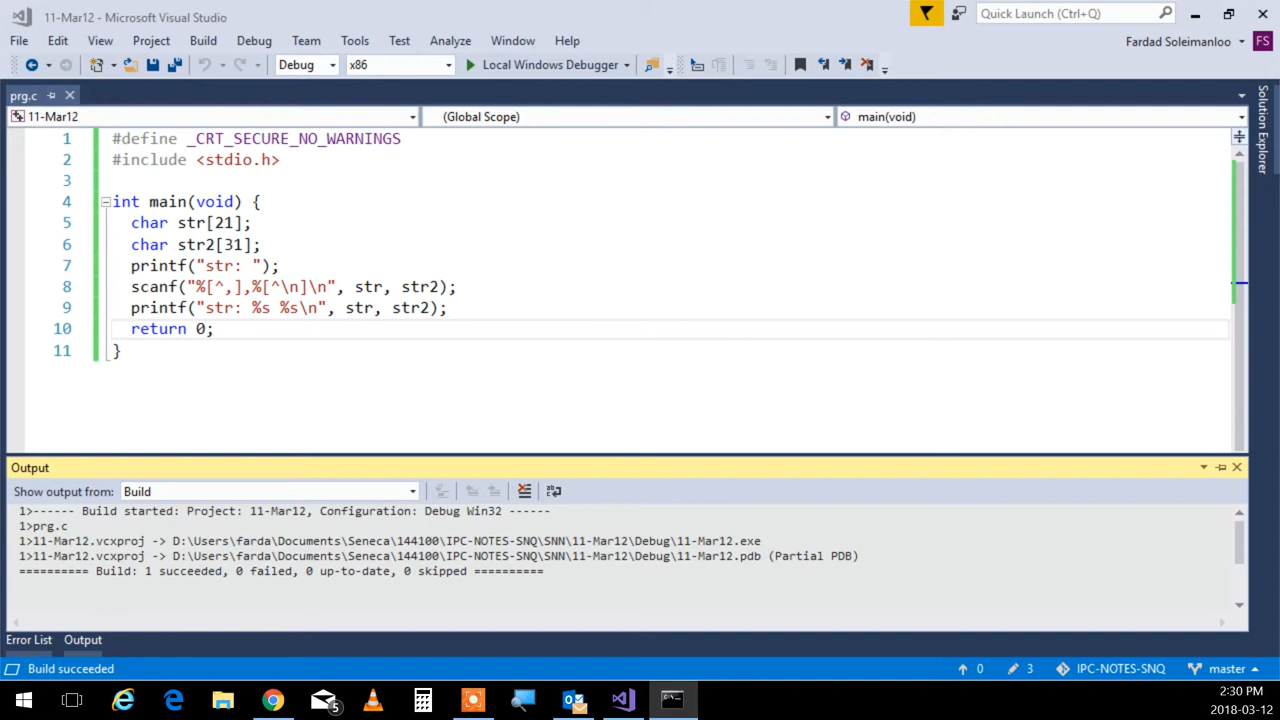 11-Mar12 - Microsoft Visual Studio
Quick Launch (Ctrl+Q)
File Edit View Project Build Debug Team Tools Test Analyze Window Help
Fardad Soleimanloo FS
Debug x86 Local Windows Debugger
prg.c
11-Mar12 (Global Scope) main(void)
1 #define _CRT_SECURE_NO_WARNINGS
2 #include <stdio.h>
3
4 int main(void) {
5 char str[21];
6 char str2[31];
7 printf("str: ");
8 scanf("%[^,],%[^\n]\n", str, str2);
9 printf("str: %s %s\n", str, str2);
10 return 0;
11 }
Solution Explorer
Output
Show output from: Build
1>------ Build started: Project: 11-Mar12, Configuration: Debug Win32 ------
1>prg.c
1>11-Mar12.vcxproj -> D:\Users\farda\Documents\Seneca\144100\IPC-NOTES-SNQ\SNN\11-Mar12\Debug\11-Mar12.exe
1>11-Mar12.vcxproj -> D:\Users\farda\Documents\Seneca\144100\IPC-NOTES-SNQ\SNN\11-Mar12\Debug\11-Mar12.pdb (Partial PDB)
========== Build: 1 succeeded, 0 failed, 0 up-to-date, 0 skipped ==========
Error List Output
Build succeeded 0 3 IPC-NOTES-SNQ master
5
2:30 PM
2018-03-12